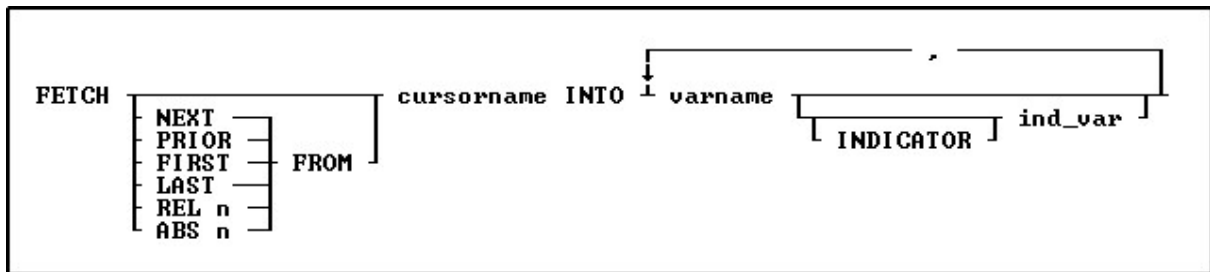 ,
FETCH cursorname INTO varname
NEXT ind_var
PRIOR INDICATOR
FIRST FROM
LAST
REL n
ABS n